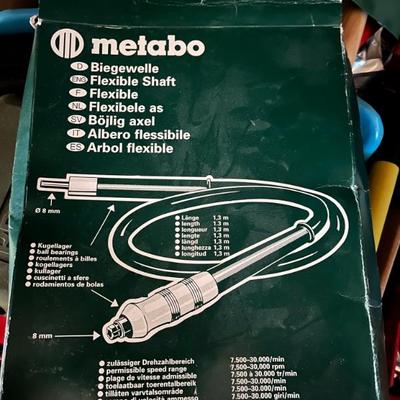 metabo
D Biegewelle
ENG Flexible Shaft
F Flexible
NL Flexibele as
SV Böjlig axel
IT Albero flessibile
ES Arbol flexible
Ø 8 mm
Länge 1,3 m
length 1,3 m
longueur 1,3 m
lengte 1,3 m
längd 1,3 m
lunghezza 1,3 m
longitud 1,3 m
Kugellager
ball bearings
roulements à billes
kogellagers
kullager
cuscinetti a sfere
rodamientos de bolas
8 mm
zulässiger Drehzahlbereich 7.500-30.000/min
permissible speed range 7.500-30.000 rpm
plage de vitesse admissible 7.500 à 30.000 tr/min
toelaatbaar toerentalbereik 7.500-30.000/min
tillåten varvtalsområde 7.500-30.000/min
velocità ammesso 7.500-30.000 giri/min